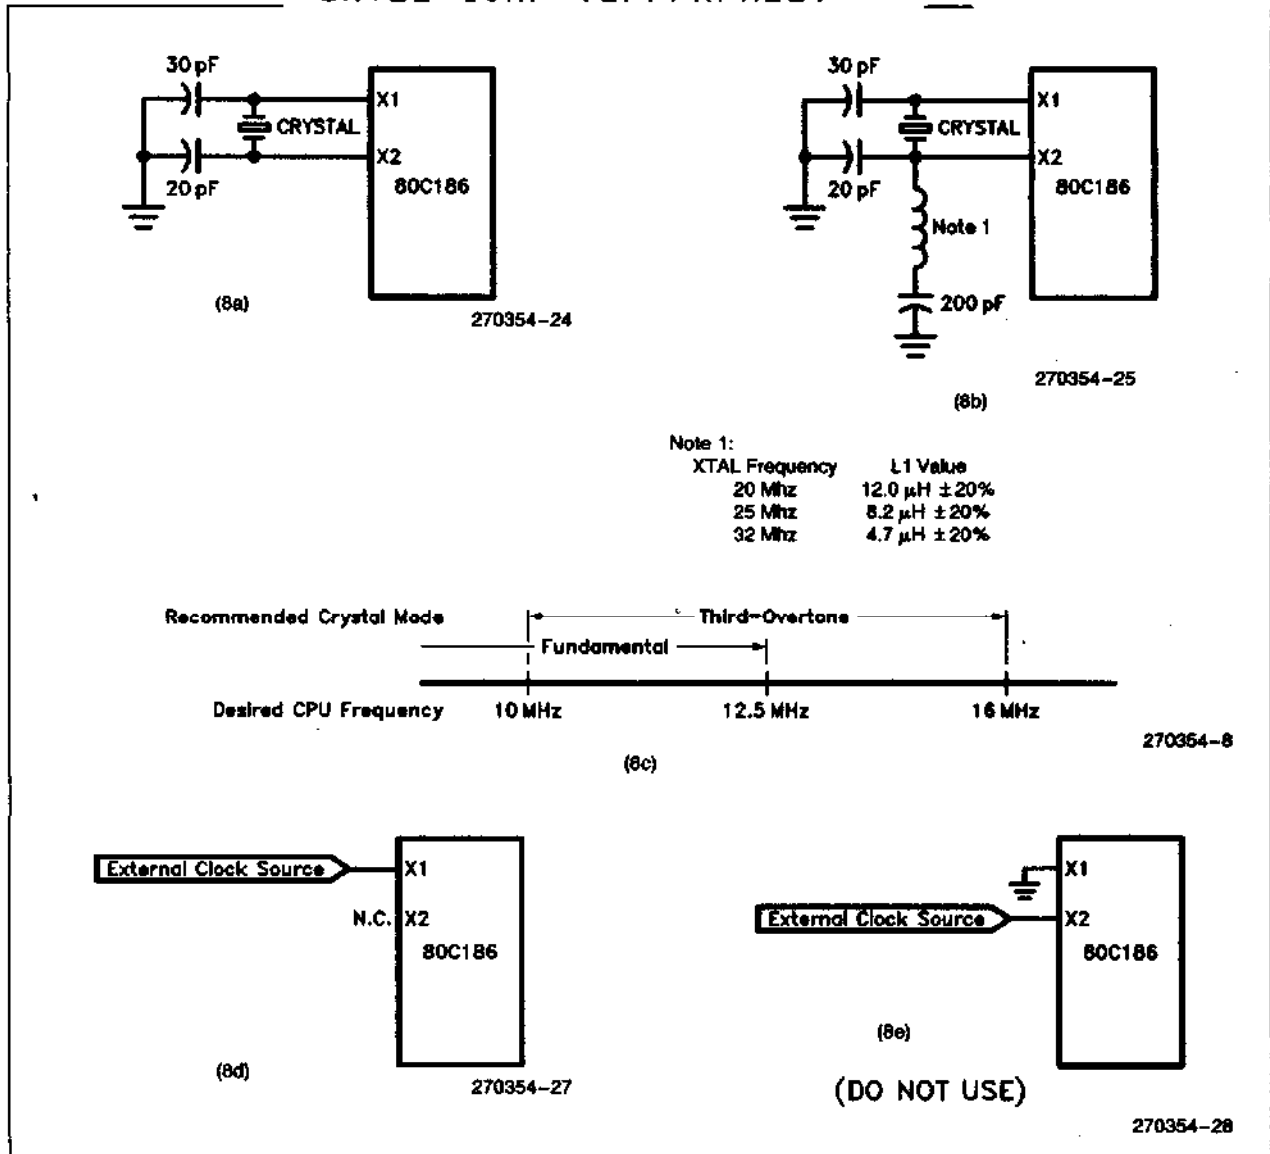 30 pF
X1
CRYSTAL
X2
20 pF
80C186
(8a)
270354-24
30 pF
X1
CRYSTAL
X2
20 pF
80C186
Note 1
200 pF
270354-25
(8b)
Note 1:
XTAL Frequency L1 Value
20 Mhz 12.0 μH ±20%
25 Mhz 8.2 μH ±20%
32 Mhz 4.7 μH ±20%
Recommended Crystal Mode
Third-Overtone
Fundamental
Desired CPU Frequency 10 MHz 12.5 MHz 16 MHz
270354-8
(8c)
External Clock Source X1
N.C. X2
80C186
(8d)
270354-27
X1
External Clock Source X2
80C186
(8e)
(DO NOT USE)
270354-28